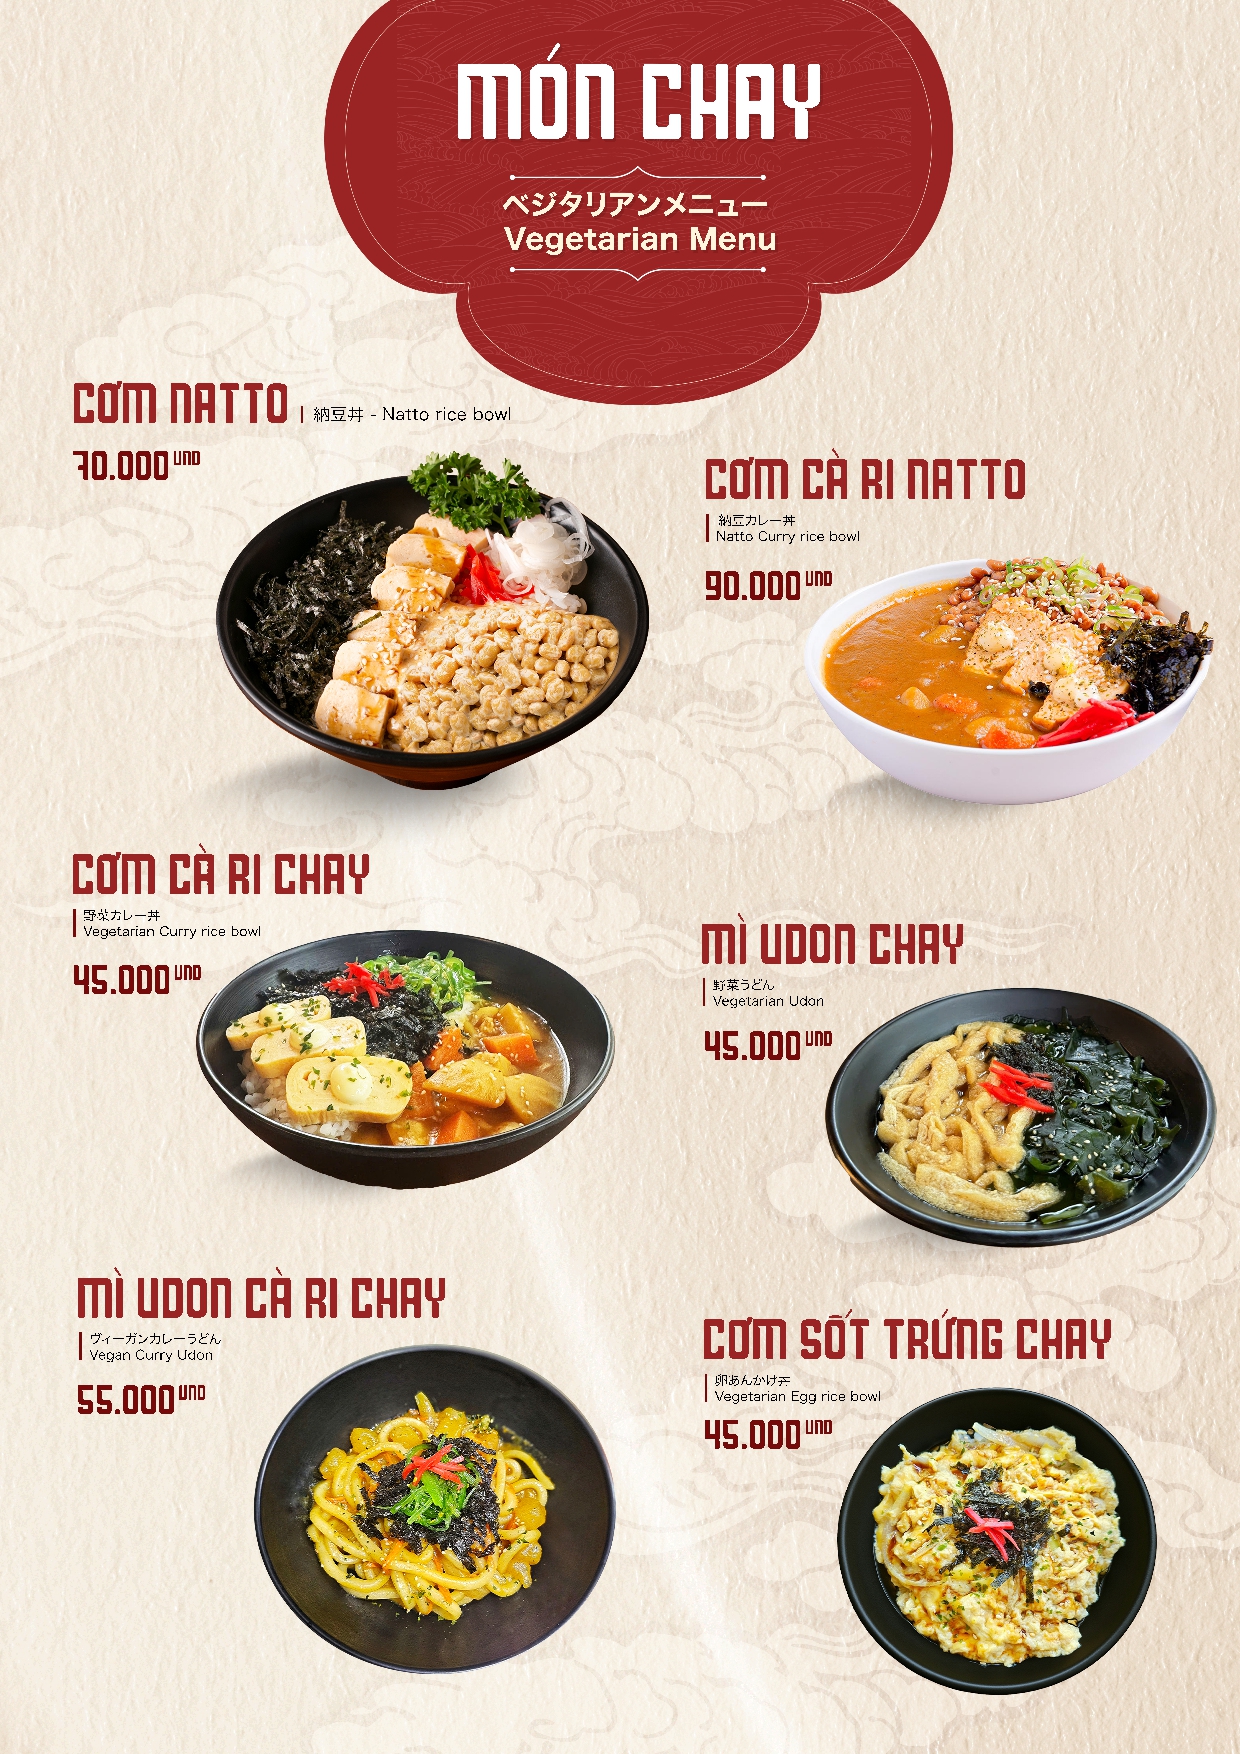 MÓN CHAY
ベジタリアンメニュー
Vegetarian Menu
CƠM NATTO | 納豆丼 - Natto rice bowl
70.000 VND
CƠM CÀ RI NATTO
納豆カレー丼
Natto Curry rice bowl
90.000 VND
CƠM CÀ RI CHAY
野菜カレー丼
Vegetarian Curry rice bowl
45.000 VND
MÌ UDON CHAY
野菜うどん
Vegetarian Udon
45.000 VND
MÌ UDON CÀ RI CHAY
ヴィーガンカレーうどん
Vegan Curry Udon
55.000 VND
CƠM SỐT TRỨNG CHAY
卵あんかけ丼
Vegetarian Egg rice bowl
45.000 VND